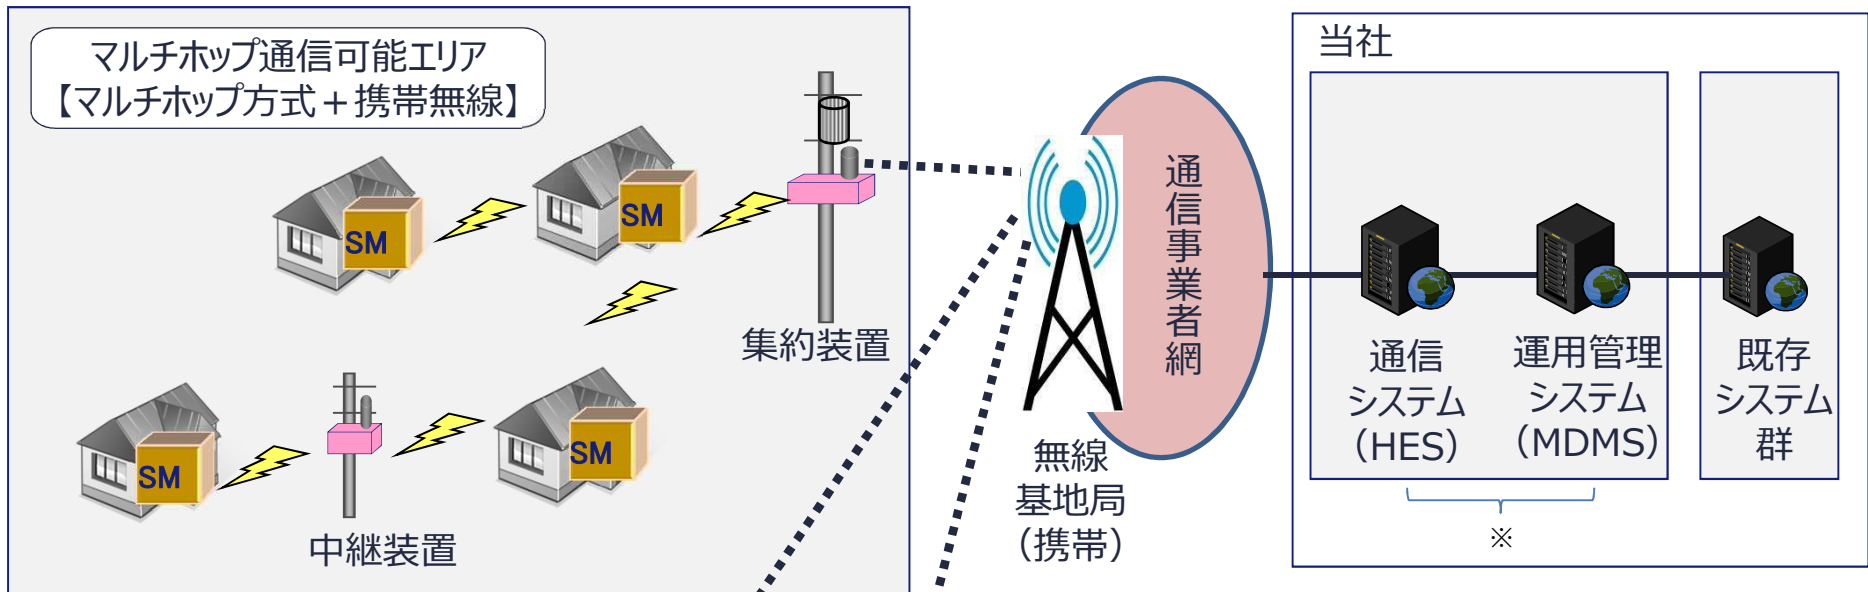 マルチホップ通信可能エリア
【マルチホップ方式＋携帯無線】
SM
SM
集約装置
SM
SM
中継装置
無線
基地局
（携帯）
通信事業者網
当社
通信
システム
（HES）
運用管理
システム
（MDMS）
既存
システム
群
※